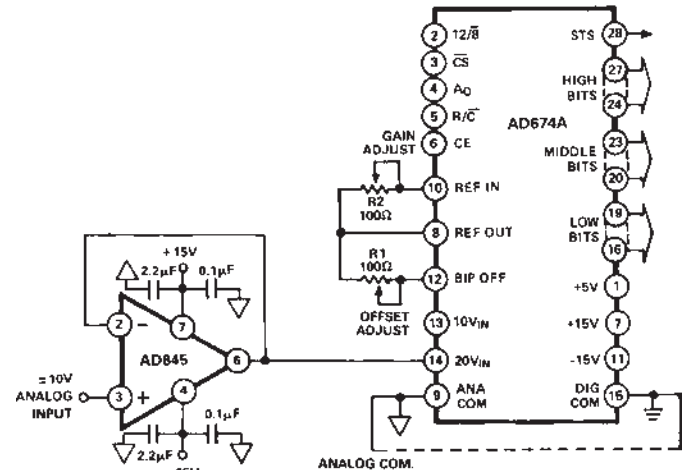 2 12/8̅
3 C̅S̅
4 A₀
5 R/C̅
6 CE
GAIN
ADJUST
R2
100Ω
10 REF IN
8 REF OUT
R1
100Ω
12 BIP OFF
OFFSET
ADJUST
13 10VIN
14 20VIN
9 ANA
COM
AD674A
STS 28
27
HIGH
BITS
24
23
MIDDLE
BITS
20
19
LOW
BITS
16
+5V 1
+15V 7
-15V 11
DIG
COM 15
+15V
2.2µF
0.1µF
2 −
7
AD845
6
10V
ANALOG
INPUT
3 +
4
0.1µF
2.2µF
ANALOG COM.